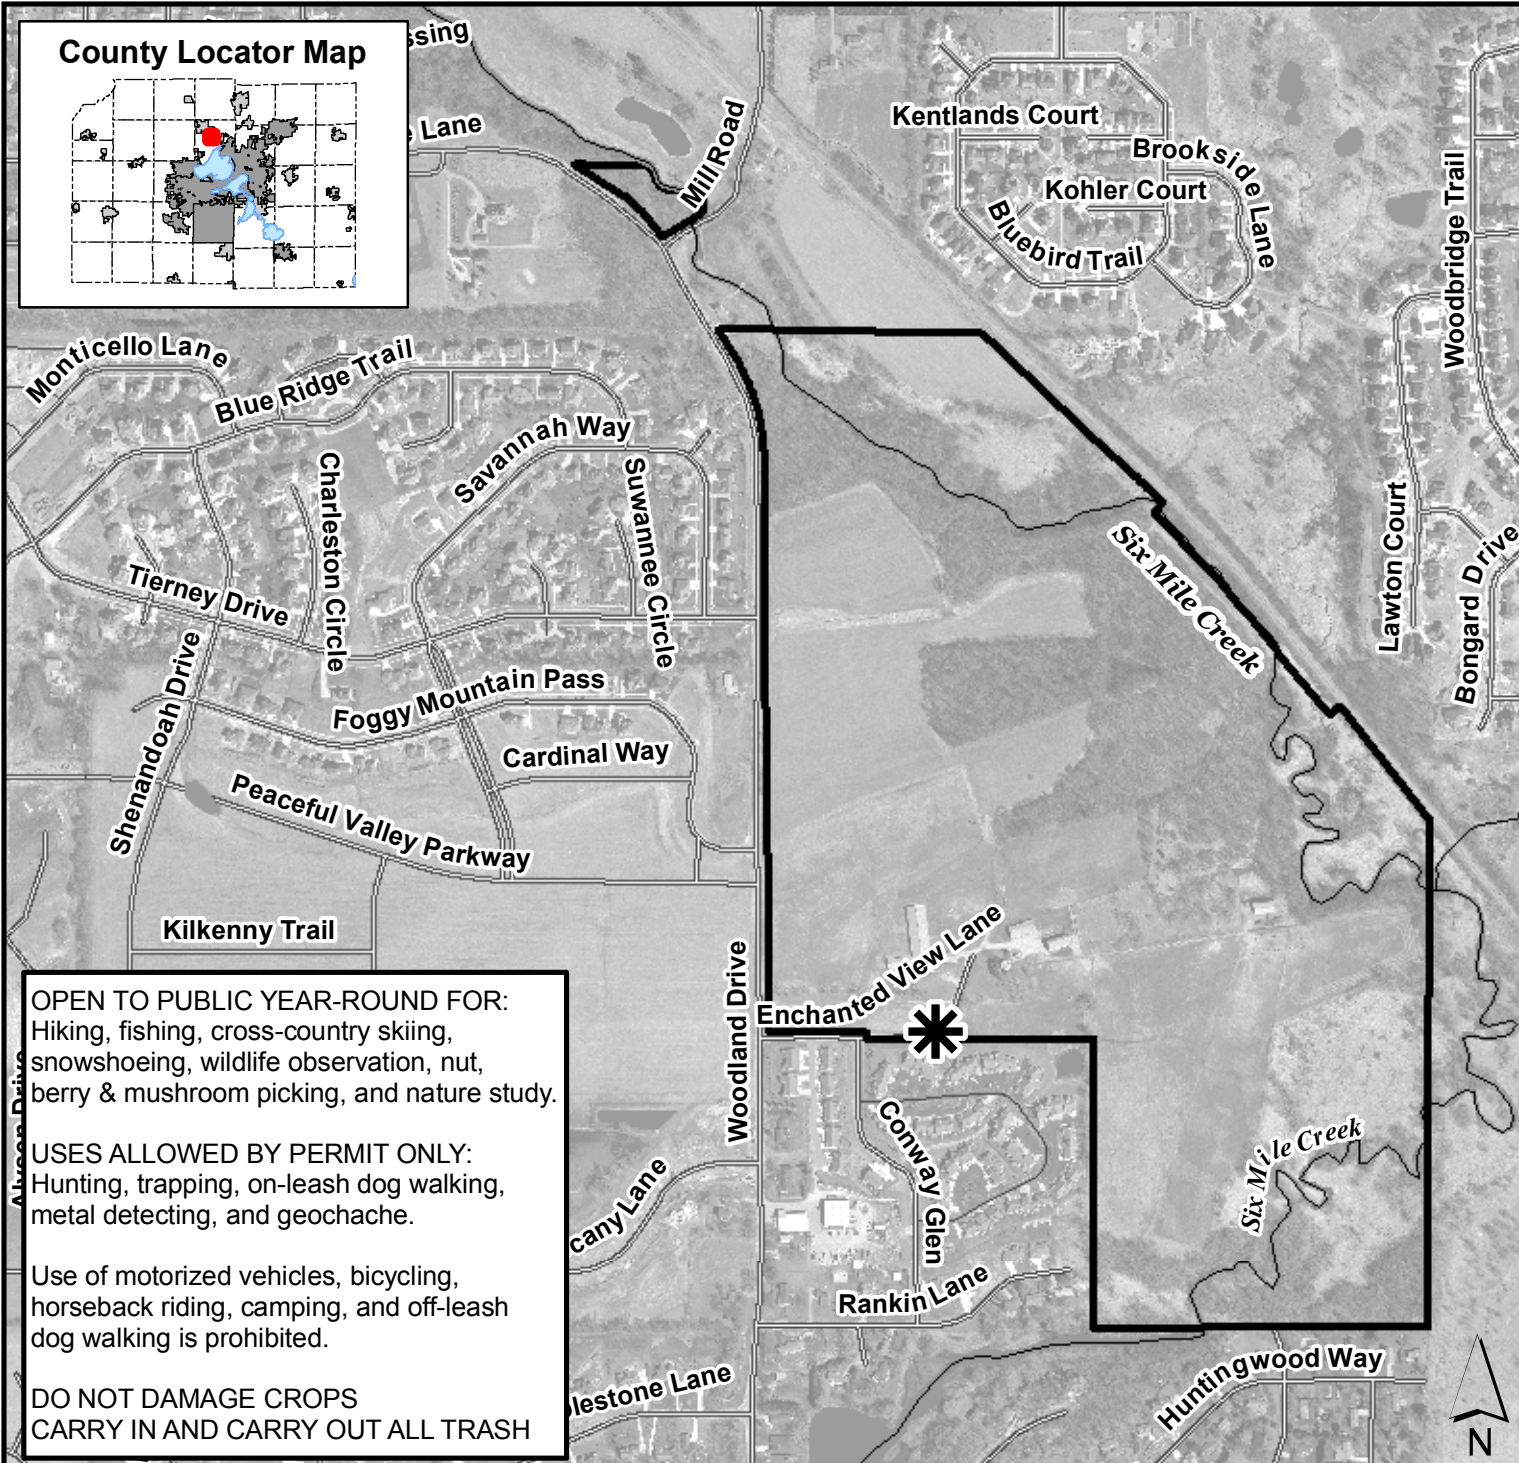 County Locator Map
ssing
Lane
Mill Road
Kentlands Court
Brookside Lane
Kohler Court
Bluebird Trail
Woodbridge Trail
Monticello Lane
Blue Ridge Trail
Savannah Way
Charleston Circle
Suwannee Circle
Tierney Drive
Shenandoah Drive
Foggy Mountain Pass
Cardinal Way
Peaceful Valley Parkway
Kilkenny Trail
Six Mile Creek
Lawton Court
Bongard Drive
Woodland Drive
Enchanted View Lane
Conway Glen
Rankin Lane
Six Mile Creek
Huntingwood Way
cany Lane
lestone Lane
Drive
OPEN TO PUBLIC YEAR-ROUND FOR:
Hiking, fishing, cross-country skiing,
snowshoeing, wildlife observation, nut,
berry & mushroom picking, and nature study.
USES ALLOWED BY PERMIT ONLY:
Hunting, trapping, on-leash dog walking,
metal detecting, and geochache.
Use of motorized vehicles, bicycling,
horseback riding, camping, and off-leash
dog walking is prohibited.
DO NOT DAMAGE CROPS
CARRY IN AND CARRY OUT ALL TRASH
N